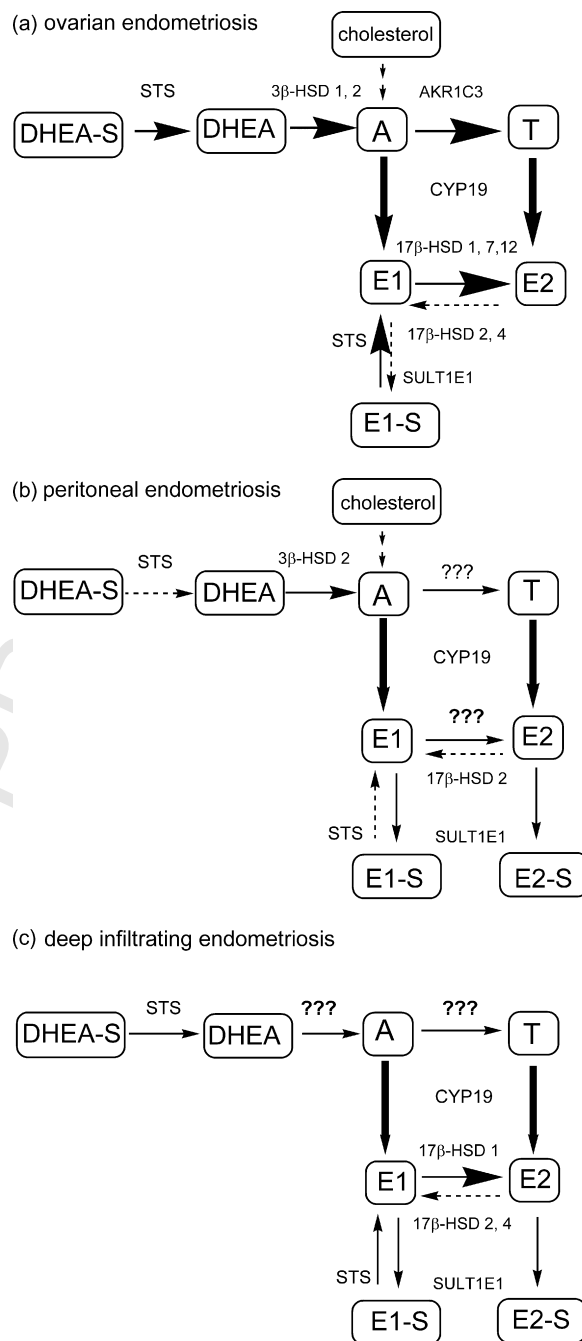 (a) ovarian endometriosis
cholesterol
STS
3β-HSD 1, 2
AKR1C3
DHEA-S
DHEA
A
T
CYP19
17β-HSD 1, 7,12
E1
E2
STS
17β-HSD 2, 4
SULT1E1
E1-S
(b) peritoneal endometriosis
cholesterol
STS
3β-HSD 2
???
DHEA-S
DHEA
A
T
CYP19
???
E1
E2
17β-HSD 2
STS
SULT1E1
E1-S
E2-S
(c) deep infiltrating endometriosis
STS
???
???
DHEA-S
DHEA
A
T
CYP19
17β-HSD 1
E1
E2
17β-HSD 2, 4
STS
SULT1E1
E1-S
E2-S